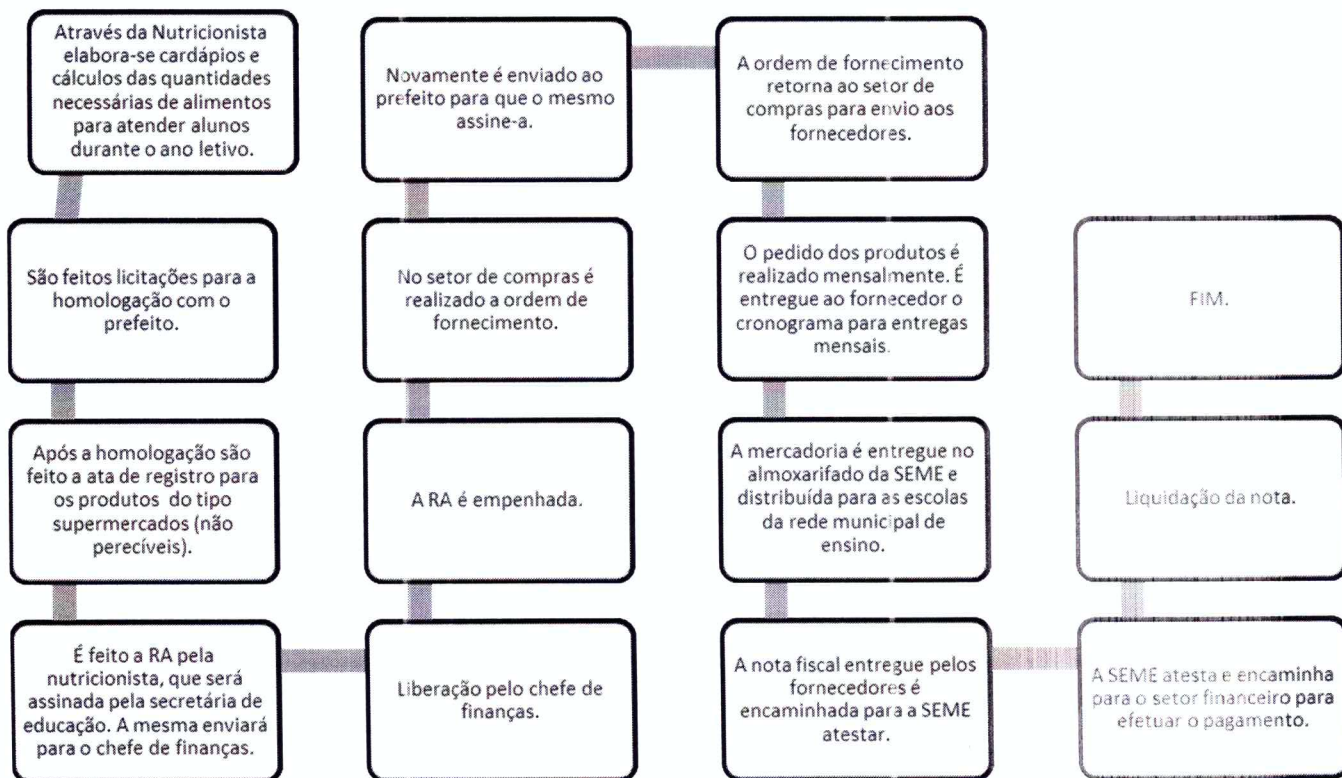 Através da Nutricionista
elabora-se cardápios e
cálculos das quantidades
necessárias de alimentos
para atender alunos
durante o ano letivo.
São feitos licitações para a
homologação com o
prefeito.
Após a homologação são
feito a ata de registro para
os produtos do tipo
supermercados (não
perecíveis).
É feito a RA pela
nutricionista, que será
assinada pela secretária de
educação. A mesma enviará
para o chefe de finanças.
Liberação pelo chefe de
finanças.
A RA é empenhada.
No setor de compras é
realizado a ordem de
fornecimento.
Novamente é enviado ao
prefeito para que o mesmo
assine-a.
A ordem de fornecimento
retorna ao setor de
compras para envio aos
fornecedores.
O pedido dos produtos é
realizado mensalmente. É
entregue ao fornecedor o
cronograma para entregas
mensais.
A mercadoria é entregue no
almoxarifado da SEME e
distribuída para as escolas
da rede municipal de
ensino.
A nota fiscal entregue pelos
fornecedores é
encaminhada para a SEME
atestar.
A SEME atesta e encaminha
para o setor financeiro para
efetuar o pagamento.
Liquidação da nota.
FIM.